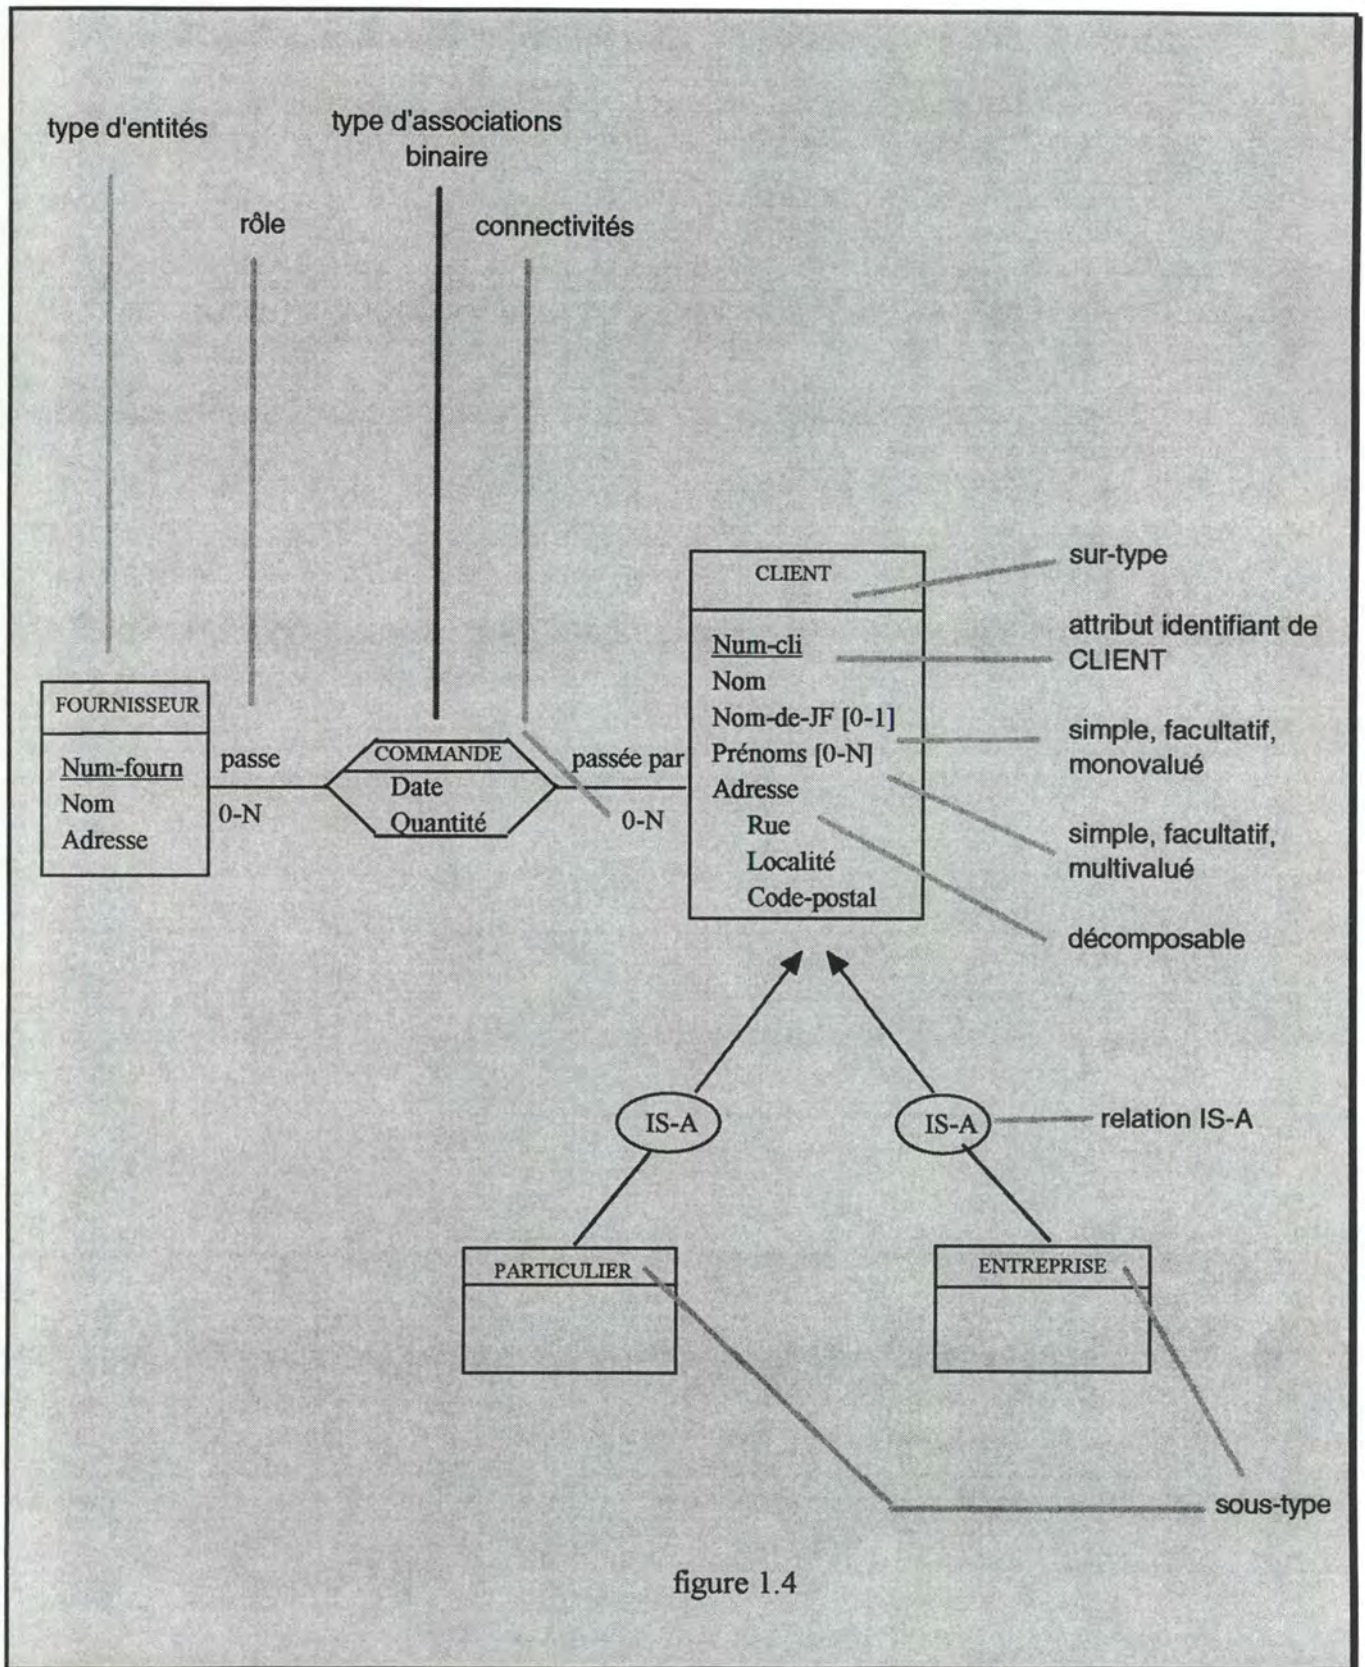 type d'entités
type d'associations
binaire
rôle
connectivités
CLIENT
Num-cli
Nom
Nom-de-JF [0-1]
Prénoms [0-N]
Adresse
Rue
Localité
Code-postal
sur-type
attribut identifiant de
CLIENT
simple, facultatif,
monovalué
simple, facultatif,
multivalué
décomposable
FOURNISSEUR
Num-fourn
Nom
Adresse
passe
0-N
COMMANDE
Date
Quantité
passée par
0-N
IS-A
IS-A
relation IS-A
PARTICULIER
ENTREPRISE
sous-type
figure 1.4